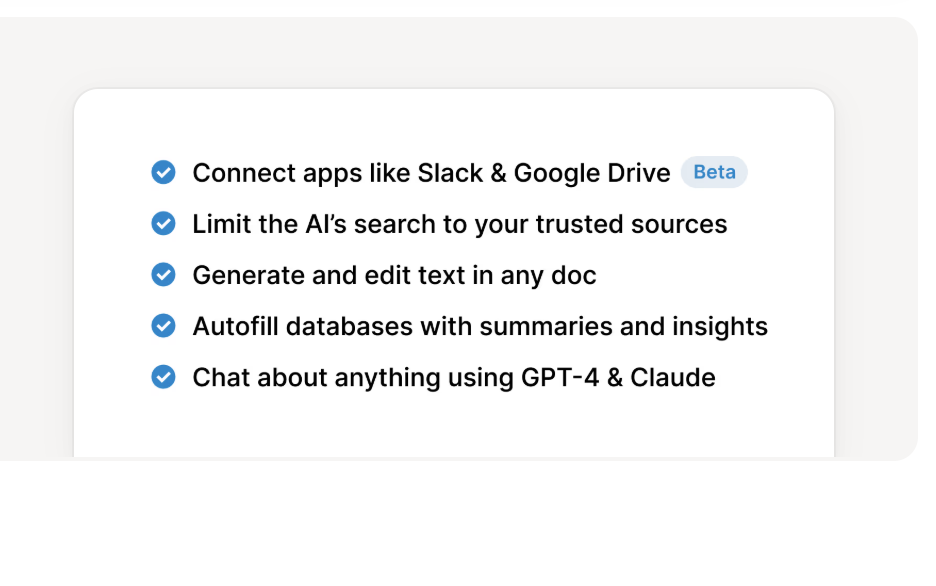 Connect apps like Slack & Google Drive Beta
Limit the AI’s search to your trusted sources
Generate and edit text in any doc
Autofill databases with summaries and insights
Chat about anything using GPT-4 & Claude